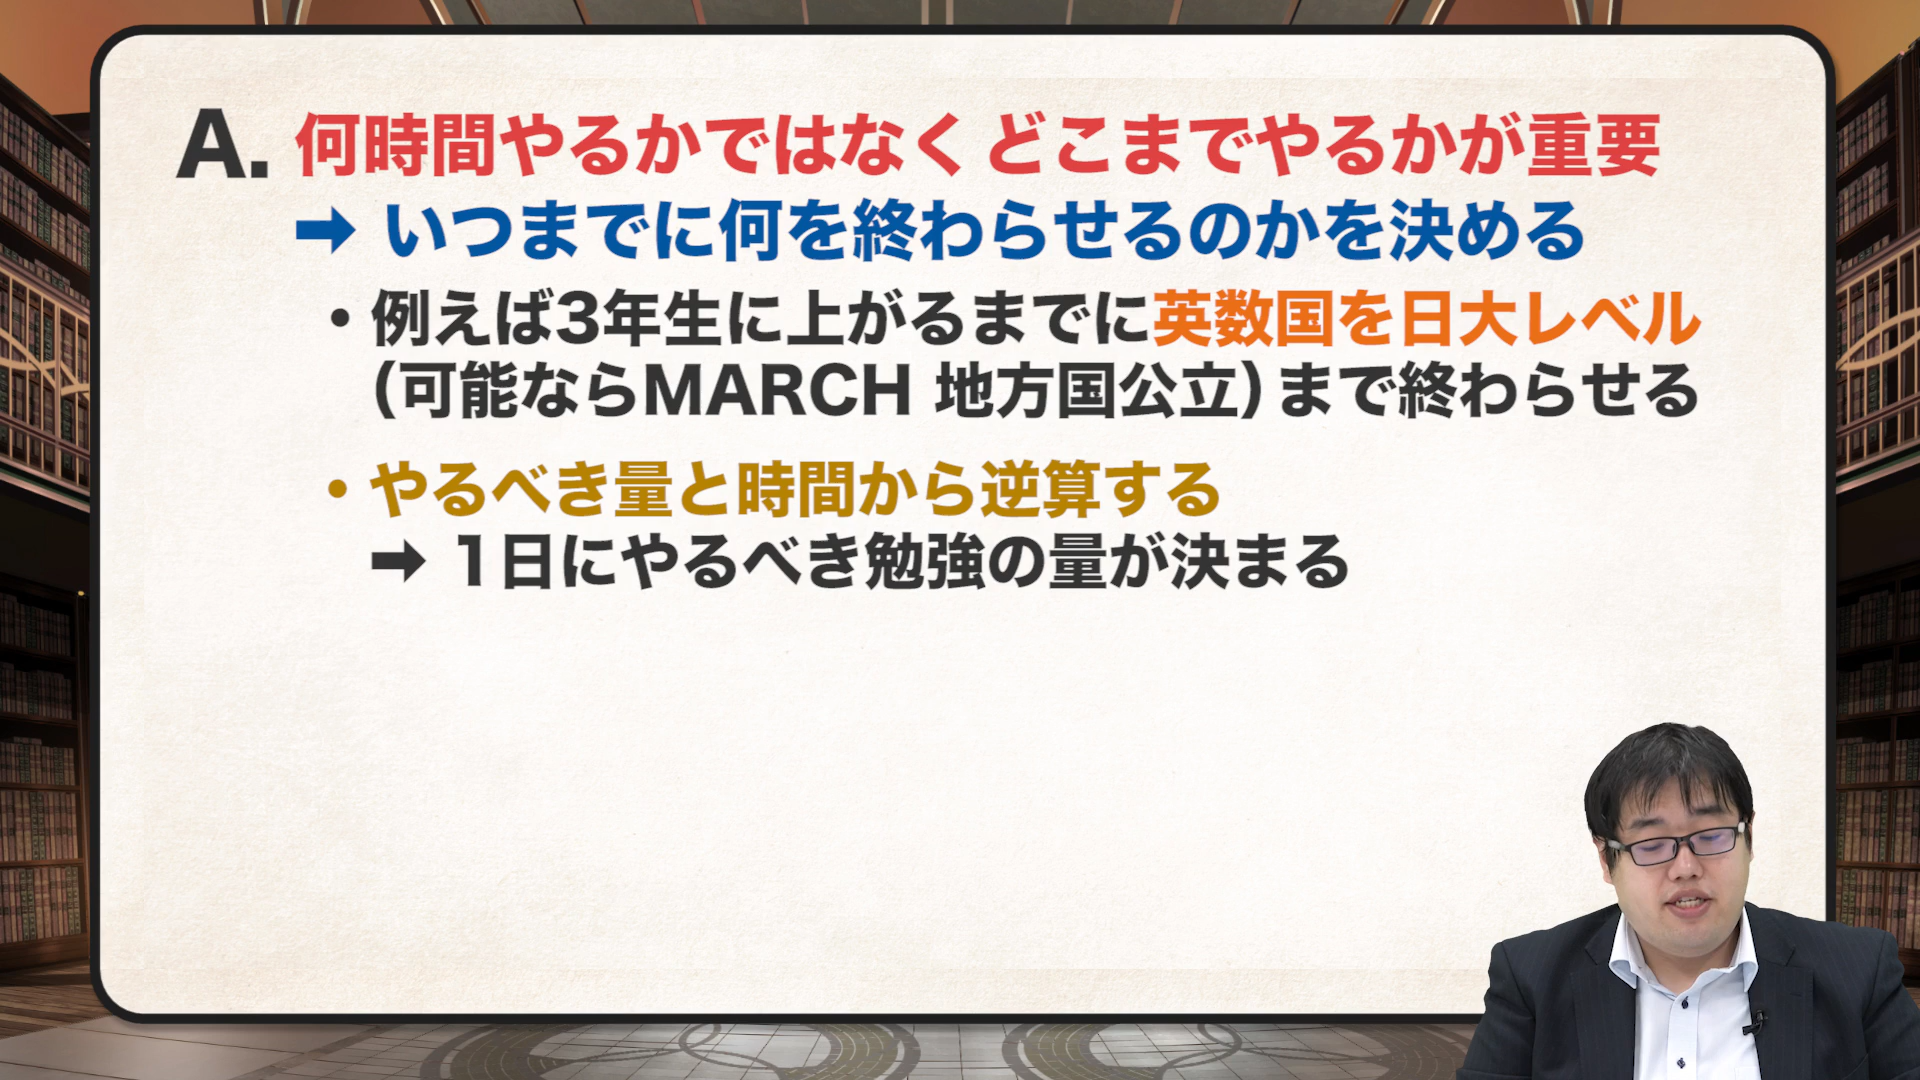 A. 何時間やるかではなく どこまでやるかが重要
➡ いつまでに何を終わらせるのかを決める
・例えば3年生に上がるまでに英数国を日大レベル
(可能ならMARCH 地方国公立)まで終わらせる
・やるべき量と時間から逆算する
➡ 1日にやるべき勉強の量が決まる